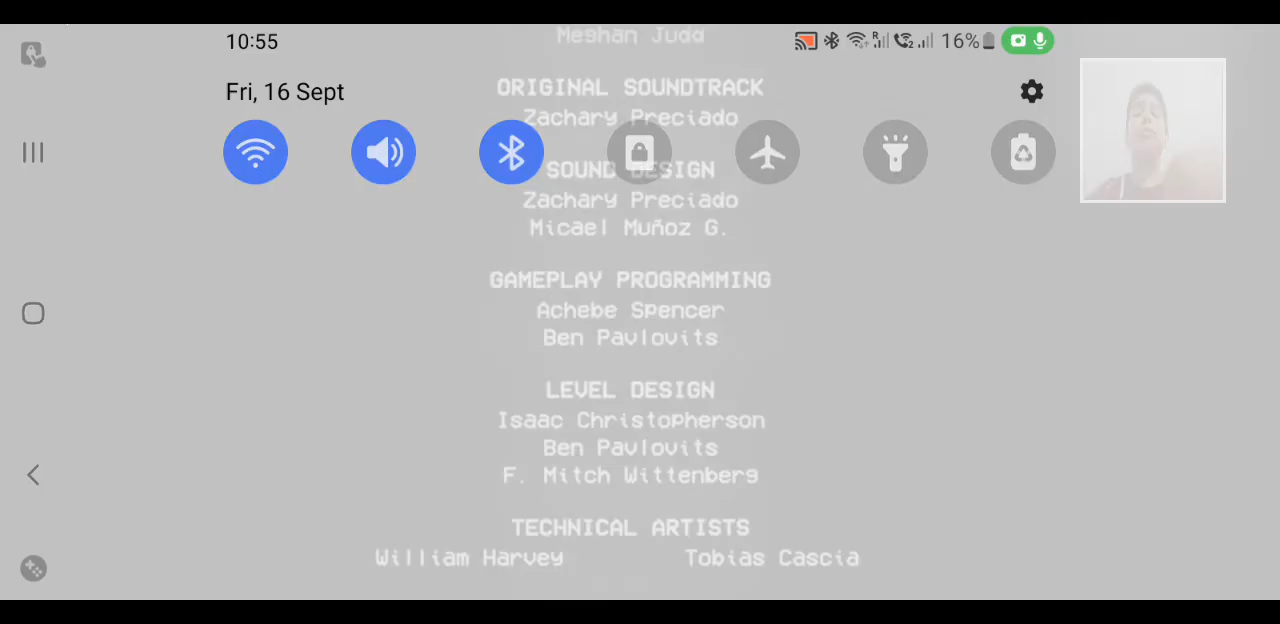 10:55
Meghan Judd
16%
Fri, 16 Sept
ORIGINAL SOUNDTRACK
Zachary Preciado
SOUND DESIGN
Zachary Preciado
Micael Muñoz G.
GAMEPLAY PROGRAMMING
Achebe Spencer
Ben Pavlovits
LEVEL DESIGN
Isaac Christopherson
Ben Pavlovits
F. Mitch Wittenberg
TECHNICAL ARTISTS
William Harvey Tobias Cascia